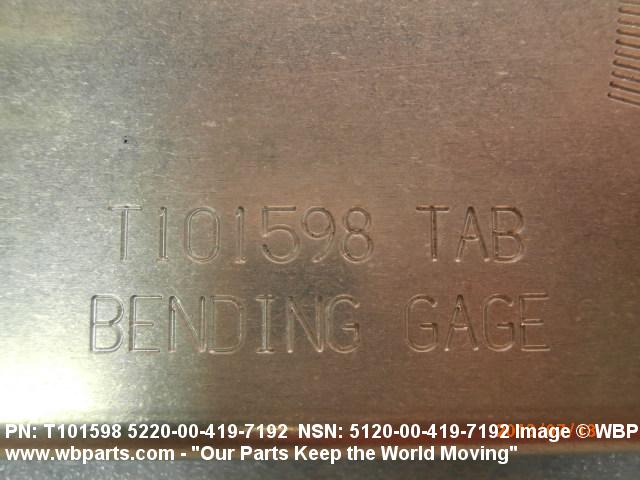 T101598 TAB
BENDING GAGE
PN: T101598 5220-00-419-7192 NSN: 5120-00-419-7192 Image © WBP
www.wbparts.com - "Our Parts Keep the World Moving"